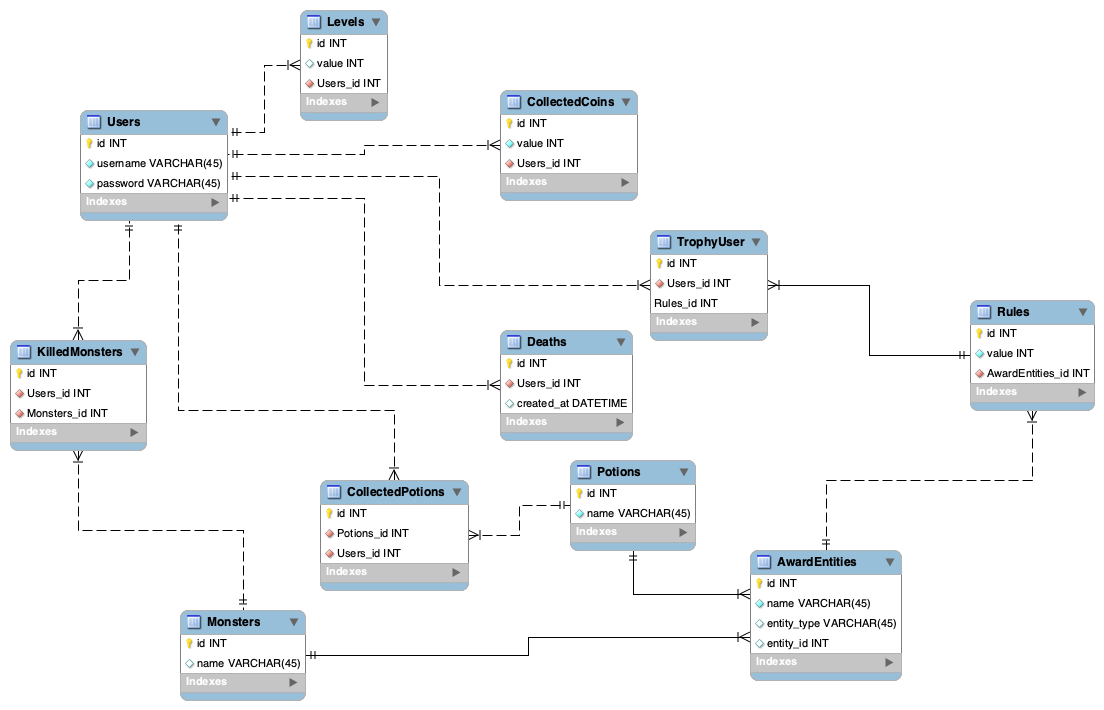 Levels
id INT
value INT
Users_id INT
Indexes
CollectedCoins
id INT
value INT
Users_id INT
Indexes
Users
id INT
username VARCHAR(45)
password VARCHAR(45)
Indexes
TrophyUser
id INT
Users_id INT
Rules_id INT
Indexes
Rules
id INT
value INT
AwardEntities_id INT
Indexes
KilledMonsters
id INT
Users_id INT
Monsters_id INT
Indexes
Deaths
id INT
Users_id INT
created_at DATETIME
Indexes
CollectedPotions
id INT
Potions_id INT
Users_id INT
Indexes
Potions
id INT
name VARCHAR(45)
Indexes
AwardEntities
id INT
name VARCHAR(45)
entity_type VARCHAR(45)
entity_id INT
Indexes
Monsters
id INT
name VARCHAR(45)
Indexes